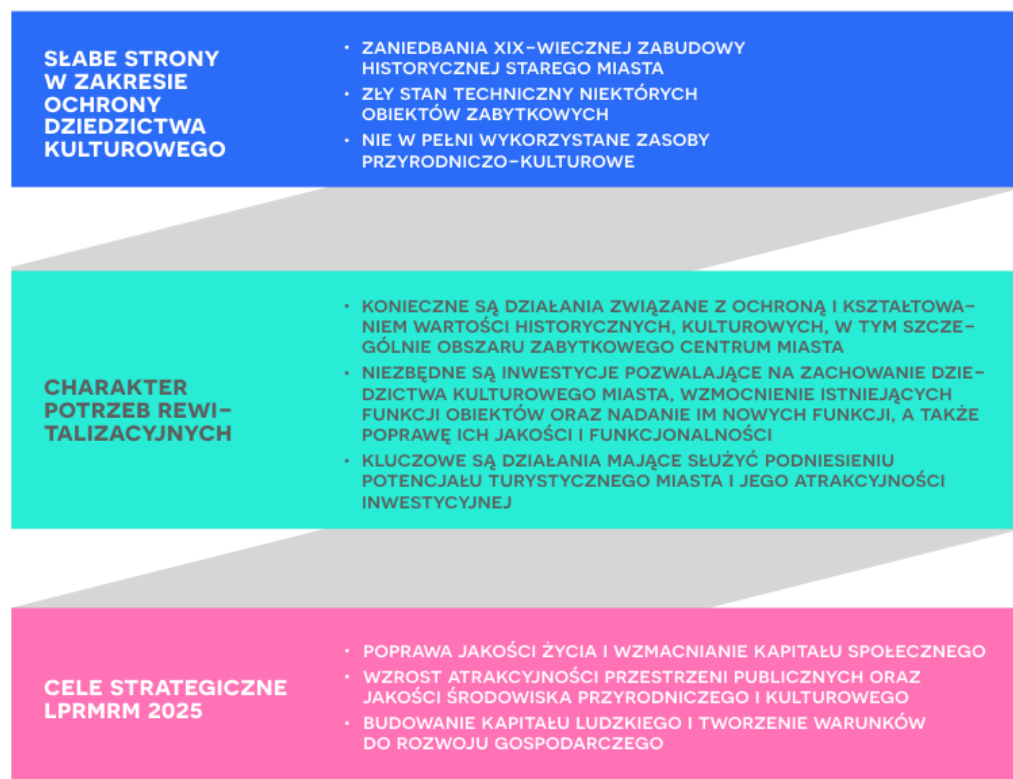 SŁABE STRONY
W ZAKRESIE
OCHRONY
DZIEDZICTWA
KULTUROWEGO
• ZANIEDBANIA XIX-WIECZNEJ ZABUDOWY
HISTORYCZNEJ STAREGO MIASTA
• ZŁY STAN TECHNICZNY NIEKTÓRYCH
OBIEKTÓW ZABYTKOWYCH
• NIE W PEŁNI WYKORZYSTANE ZASOBY
PRZYRODNICZO-KULTUROWE
CHARAKTER
POTRZEB REWI-
TALIZACYJNYCH
• KONIECZNE SĄ DZIAŁANIA ZWIĄZANE Z OCHRONĄ I KSZTAŁTOWA-
NIEM WARTOŚCI HISTORYCZNYCH, KULTUROWYCH, W TYM SZCZE-
GÓLNIE OBSZARU ZABYTKOWEGO CENTRUM MIASTA
• NIEZBĘDNE SĄ INWESTYCJE POZWALAJĄCE NA ZACHOWANIE DZIE-
DZICTWA KULTUROWEGO MIASTA, WZMOCNIENIE ISTNIEJĄCYCH
FUNKCJI OBIEKTÓW ORAZ NADANIE IM NOWYCH FUNKCJI, A TAKŻE
POPRAWĘ ICH JAKOŚCI I FUNKCJONALNOŚCI
• KLUCZOWE SĄ DZIAŁANIA MAJĄCE SŁUŻYĆ PODNIESIENIU
POTENCJAŁU TURYSTYCZNEGO MIASTA I JEGO ATRAKCYJNOŚCI
INWESTYCYJNEJ
CELE STRATEGICZNE
LPRMRM 2025
• POPRAWA JAKOŚCI ŻYCIA I WZMACNIANIE KAPITAŁU SPOŁECZNEGO
• WZROST ATRAKCYJNOŚCI PRZESTRZENI PUBLICZNYCH ORAZ
JAKOŚCI ŚRODOWISKA PRZYRODNICZEGO I KULTUROWEGO
• BUDOWANIE KAPITAŁU LUDZKIEGO I TWORZENIE WARUNKÓW
DO ROZWOJU GOSPODARCZEGO